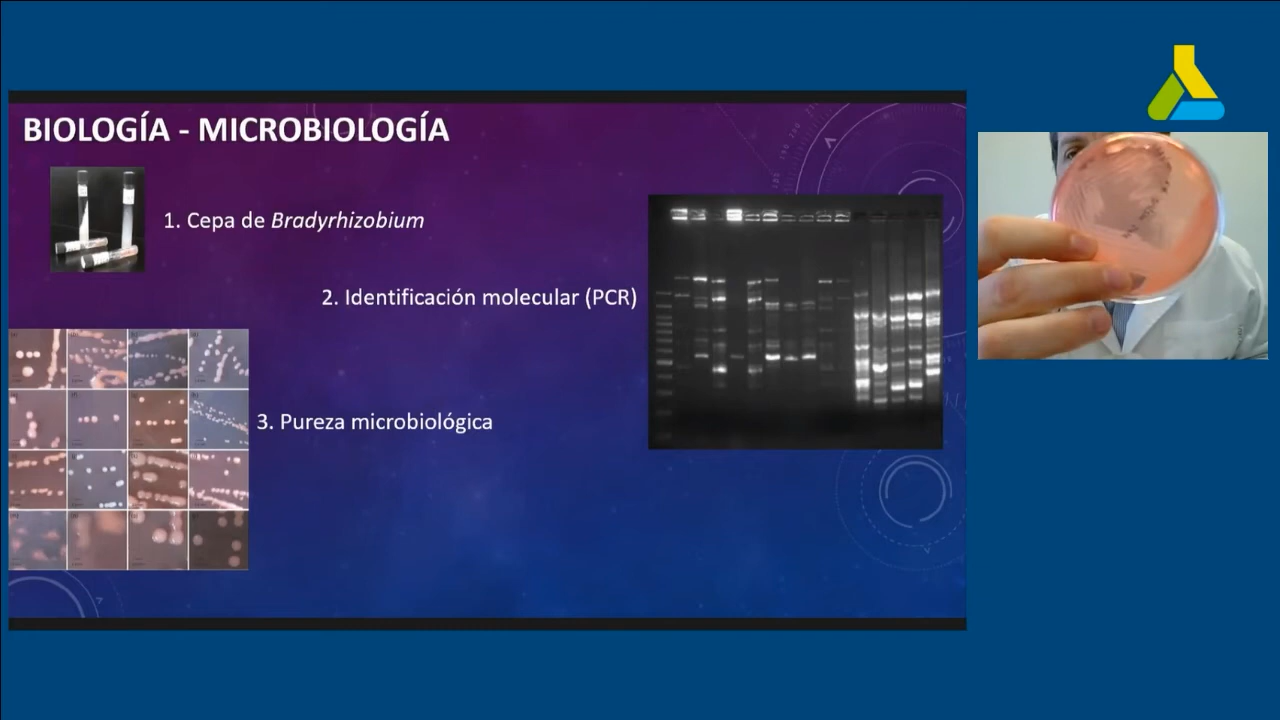 BIOLOGÍA - MICROBIOLOGÍA
1. Cepa de Bradyrhizobium
2. Identificación molecular (PCR)
3. Pureza microbiológica